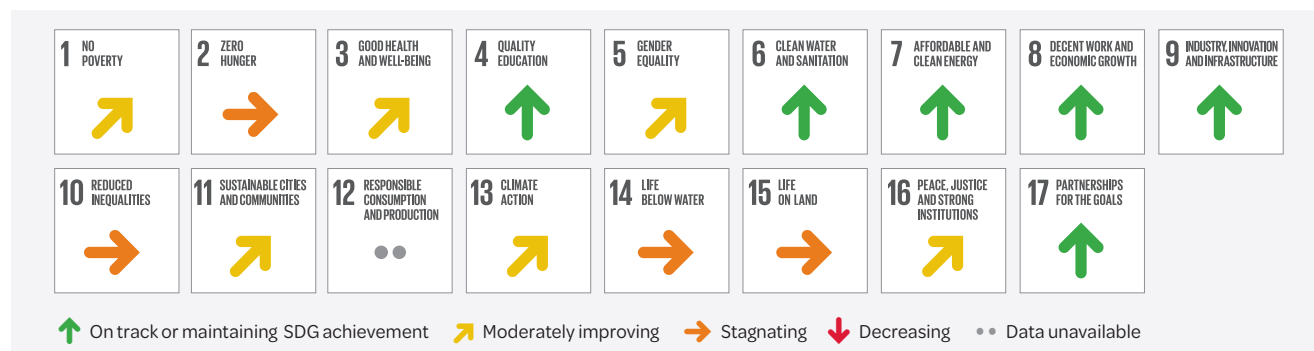 1 NO
POVERTY
2 ZERO
HUNGER
3 GOOD HEALTH
AND WELL-BEING
4 QUALITY
EDUCATION
5 GENDER
EQUALITY
6 CLEAN WATER
AND SANITATION
7 AFFORDABLE AND
CLEAN ENERGY
8 DECENT WORK AND
ECONOMIC GROWTH
9 INDUSTRY, INNOVATION
AND INFRASTRUCTURE
10 REDUCED
INEQUALITIES
11 SUSTAINABLE CITIES
AND COMMUNITIES
12 RESPONSIBLE
CONSUMPTION
AND PRODUCTION
13 CLIMATE
ACTION
14 LIFE
BELOW WATER
15 LIFE
ON LAND
16 PEACE, JUSTICE
AND STRONG
INSTITUTIONS
17 PARTNERSHIPS
FOR THE GOALS
On track or maintaining SDG achievement Moderately improving Stagnating Decreasing Data unavailable